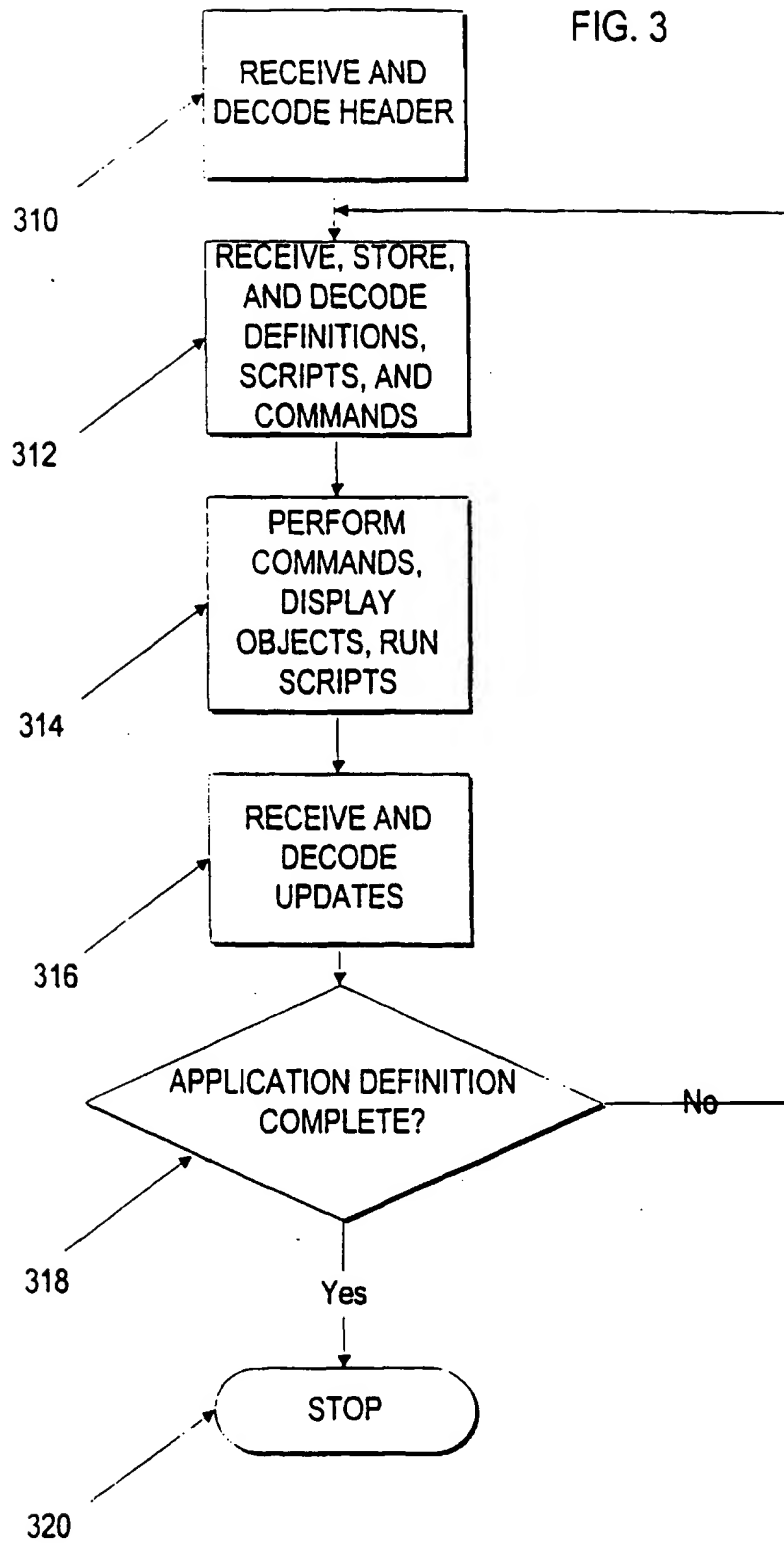 FIG. 3
RECEIVE AND
DECODE HEADER
310
RECEIVE, STORE,
AND DECODE
DEFINITIONS,
SCRIPTS, AND
COMMANDS
312
PERFORM
COMMANDS,
DISPLAY
OBJECTS, RUN
SCRIPTS
314
RECEIVE AND
DECODE
UPDATES
316
APPLICATION DEFINITION
COMPLETE?
No
318
Yes
STOP
320